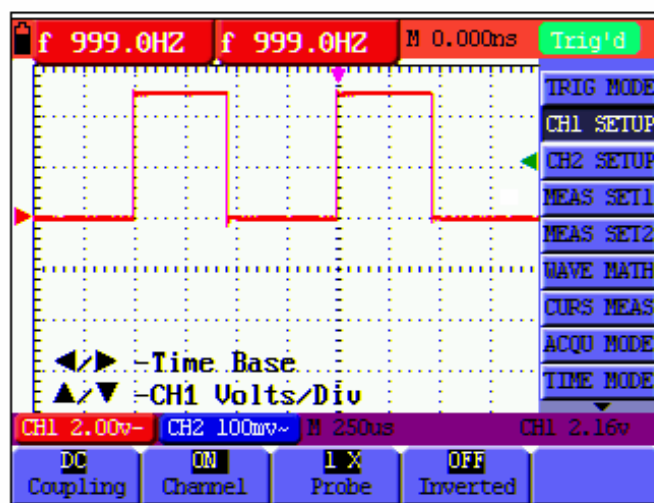 f 999.0HZ f 999.0HZ M 0.000ns Trig'd
TRIG MODE
CH1 SETUP
CH2 SETUP
MEAS SET1
MEAS SET2
WAVE MATH
CURS MEAS
ACQU MODE
TIME MODE
◄/► -Time Base
▲/▼ -CH1 Volts/Div
CH1 2.00v- CH2 100mv~ M 250us CH1 2.16v
DC ON 1 X OFF
Coupling Channel Probe Inverted